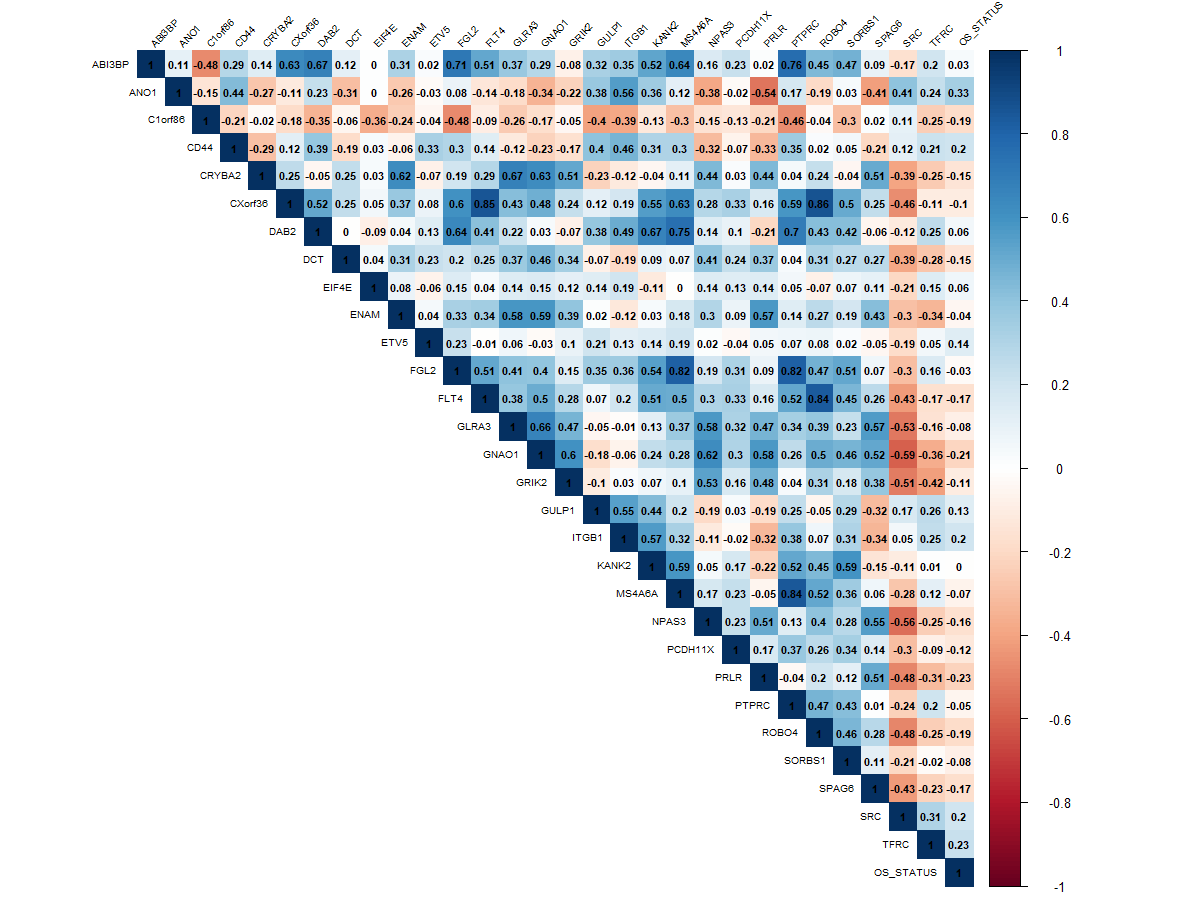 ABI3BP ANO1 C1orf86 CD44 CRYBA2 CXorf36 DAB2 DCT EIF4E ENAM ETV5 FGL2 FLT4 GLRA3 GNAO1 GRIK2 GULP1 ITGB1 KANK2 MS4A6A NPAS3 PCDH11X PRLR PTPRC ROBO4 SORBS1 SPAG6 SRC TFRC OS_STATUS
ABI3BP 1 0.11 -0.48 0.29 0.14 0.63 0.67 0.12 0 0.31 0.02 0.71 0.51 0.37 0.29 -0.08 0.32 0.35 0.52 0.64 0.16 0.23 0.02 0.76 0.45 0.47 0.09 -0.17 0.2 0.03
ANO1 1 -0.15 0.44 -0.27 -0.11 0.23 -0.31 0 -0.26 -0.03 0.08 -0.14 -0.18 -0.34 -0.22 0.38 0.56 0.36 0.12 -0.38 -0.02 -0.54 0.17 -0.19 0.03 -0.41 0.41 0.24 0.33
C1orf86 1 -0.21 -0.02 -0.18 -0.35 -0.06 -0.36 -0.24 -0.04 -0.48 -0.09 -0.26 -0.17 -0.05 -0.4 -0.39 -0.13 -0.3 -0.15 -0.13 -0.21 -0.46 -0.04 -0.3 0.02 0.11 -0.25 -0.19
CD44 1 -0.29 0.12 0.39 -0.19 0.03 -0.06 0.33 0.3 0.14 -0.12 -0.23 -0.17 0.4 0.46 0.31 0.3 -0.32 -0.07 -0.33 0.35 0.02 0.05 -0.21 0.12 0.21 0.2
CRYBA2 1 0.25 -0.05 0.25 0.03 0.62 -0.07 0.19 0.29 0.67 0.63 0.51 -0.23 -0.12 -0.04 0.11 0.44 0.03 0.44 0.04 0.24 -0.04 0.51 -0.39 -0.25 -0.15
CXorf36 1 0.52 0.25 0.05 0.37 0.08 0.6 0.85 0.43 0.48 0.24 0.12 0.19 0.55 0.63 0.28 0.33 0.16 0.59 0.86 0.5 0.25 -0.46 -0.11 -0.1
DAB2 1 0 -0.09 0.04 0.13 0.64 0.41 0.22 0.03 -0.07 0.38 0.49 0.67 0.75 0.14 0.1 -0.21 0.7 0.43 0.42 -0.06 -0.12 0.25 0.06
DCT 1 0.04 0.31 0.23 0.2 0.25 0.37 0.46 0.34 -0.07 -0.19 0.09 0.07 0.41 0.24 0.37 0.04 0.31 0.27 0.27 -0.39 -0.28 -0.15
EIF4E 1 0.08 -0.06 0.15 0.04 0.14 0.15 0.12 0.14 0.19 -0.11 0 0.14 0.13 0.14 0.05 -0.07 0.07 0.11 -0.21 0.15 0.06
ENAM 1 0.04 0.33 0.34 0.58 0.59 0.39 0.02 -0.12 0.03 0.18 0.3 0.09 0.57 0.14 0.27 0.19 0.43 -0.3 -0.34 -0.04
ETV5 1 0.23 -0.01 0.06 -0.03 0.1 0.21 0.13 0.14 0.19 0.02 -0.04 0.05 0.07 0.08 0.02 -0.05 -0.19 0.05 0.14
FGL2 1 0.51 0.41 0.4 0.15 0.35 0.36 0.54 0.82 0.19 0.31 0.09 0.82 0.47 0.51 0.07 -0.3 0.16 -0.03
FLT4 1 0.38 0.5 0.28 0.07 0.2 0.51 0.5 0.3 0.33 0.16 0.52 0.84 0.45 0.26 -0.43 -0.17 -0.17
GLRA3 1 0.66 0.47 -0.05 -0.01 0.13 0.37 0.58 0.32 0.47 0.34 0.39 0.23 0.57 -0.53 -0.16 -0.08
GNAO1 1 0.6 -0.18 -0.06 0.24 0.28 0.62 0.3 0.58 0.26 0.5 0.46 0.52 -0.59 -0.36 -0.21
GRIK2 1 -0.1 0.03 0.07 0.1 0.53 0.16 0.48 0.04 0.31 0.18 0.38 -0.51 -0.42 -0.11
GULP1 1 0.55 0.44 0.2 -0.19 0.03 -0.19 0.25 -0.05 0.29 -0.32 0.17 0.26 0.13
ITGB1 1 0.57 0.32 -0.11 -0.02 -0.32 0.38 0.07 0.31 -0.34 0.05 0.25 0.2
KANK2 1 0.59 0.05 0.17 -0.22 0.52 0.45 0.59 -0.15 -0.11 0.01 0
MS4A6A 1 0.17 0.23 -0.05 0.84 0.52 0.36 0.06 -0.28 0.12 -0.07
NPAS3 1 0.23 0.51 0.13 0.4 0.28 0.55 -0.56 -0.25 -0.16
PCDH11X 1 0.17 0.37 0.26 0.34 0.14 -0.3 -0.09 -0.12
PRLR 1 -0.04 0.2 0.12 0.51 -0.48 -0.31 -0.23
PTPRC 1 0.47 0.43 0.01 -0.24 0.2 -0.05
ROBO4 1 0.46 0.28 -0.48 -0.25 -0.19
SORBS1 1 0.11 -0.21 -0.02 -0.08
SPAG6 1 -0.43 -0.23 -0.17
SRC 1 0.31 0.2
TFRC 1 0.23
OS_STATUS 1
1
0.8
0.6
0.4
0.2
0
-0.2
-0.4
-0.6
-0.8
-1